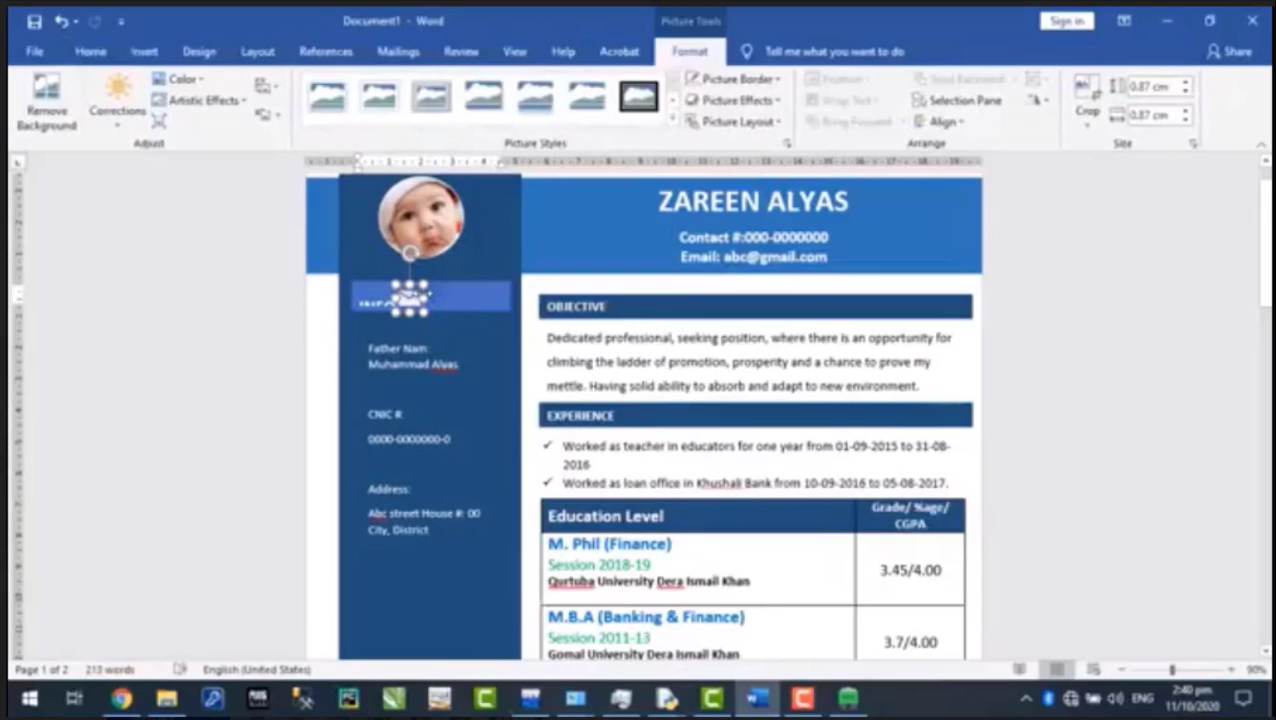 Document1 - Word
Picture Tools
Sign in
File
Home
Insert
Design
Layout
References
Mailings
Review
View
Help
Acrobat
Format
Tell me what you want to do
Share
Remove
Background
Corrections
Color
Artistic Effects
Picture Border
Picture Effects
Picture Layout
Position
Wrap Text
Bring Forward
Send Backward
Selection Pane
Align
Crop
0.87 cm
0.87 cm
Adjust
Picture Styles
Arrange
Size
ZAREEN ALYAS
Contact #:000-0000000
Email: abc@gmail.com
Father Nam:
Muhammad Alyas
CNIC #
0000-0000000-0
Address:
Abc street House #: 00
City, District
OBJECTIVE
Dedicated professional, seeking position, where there is an opportunity for
climbing the ladder of promotion, prosperity and a chance to prove my
mettle. Having solid ability to absorb and adapt to new environment.
EXPERIENCE
✓ Worked as teacher in educators for one year from 01-09-2015 to 31-08-
2016
✓ Worked as loan office in Khushali Bank from 10-09-2016 to 05-08-2017.
Education Level
Grade/ %age/
CGPA
M. Phil (Finance)
Session 2018-19
Qurtuba University Dera Ismail Khan
3.45/4.00
M.B.A (Banking & Finance)
Session 2011-13
Gomal University Dera Ismail Khan
3.7/4.00
Page 1 of 2
213 words
English (United States)
90%
ENG
2:40 pm
11/10/2020